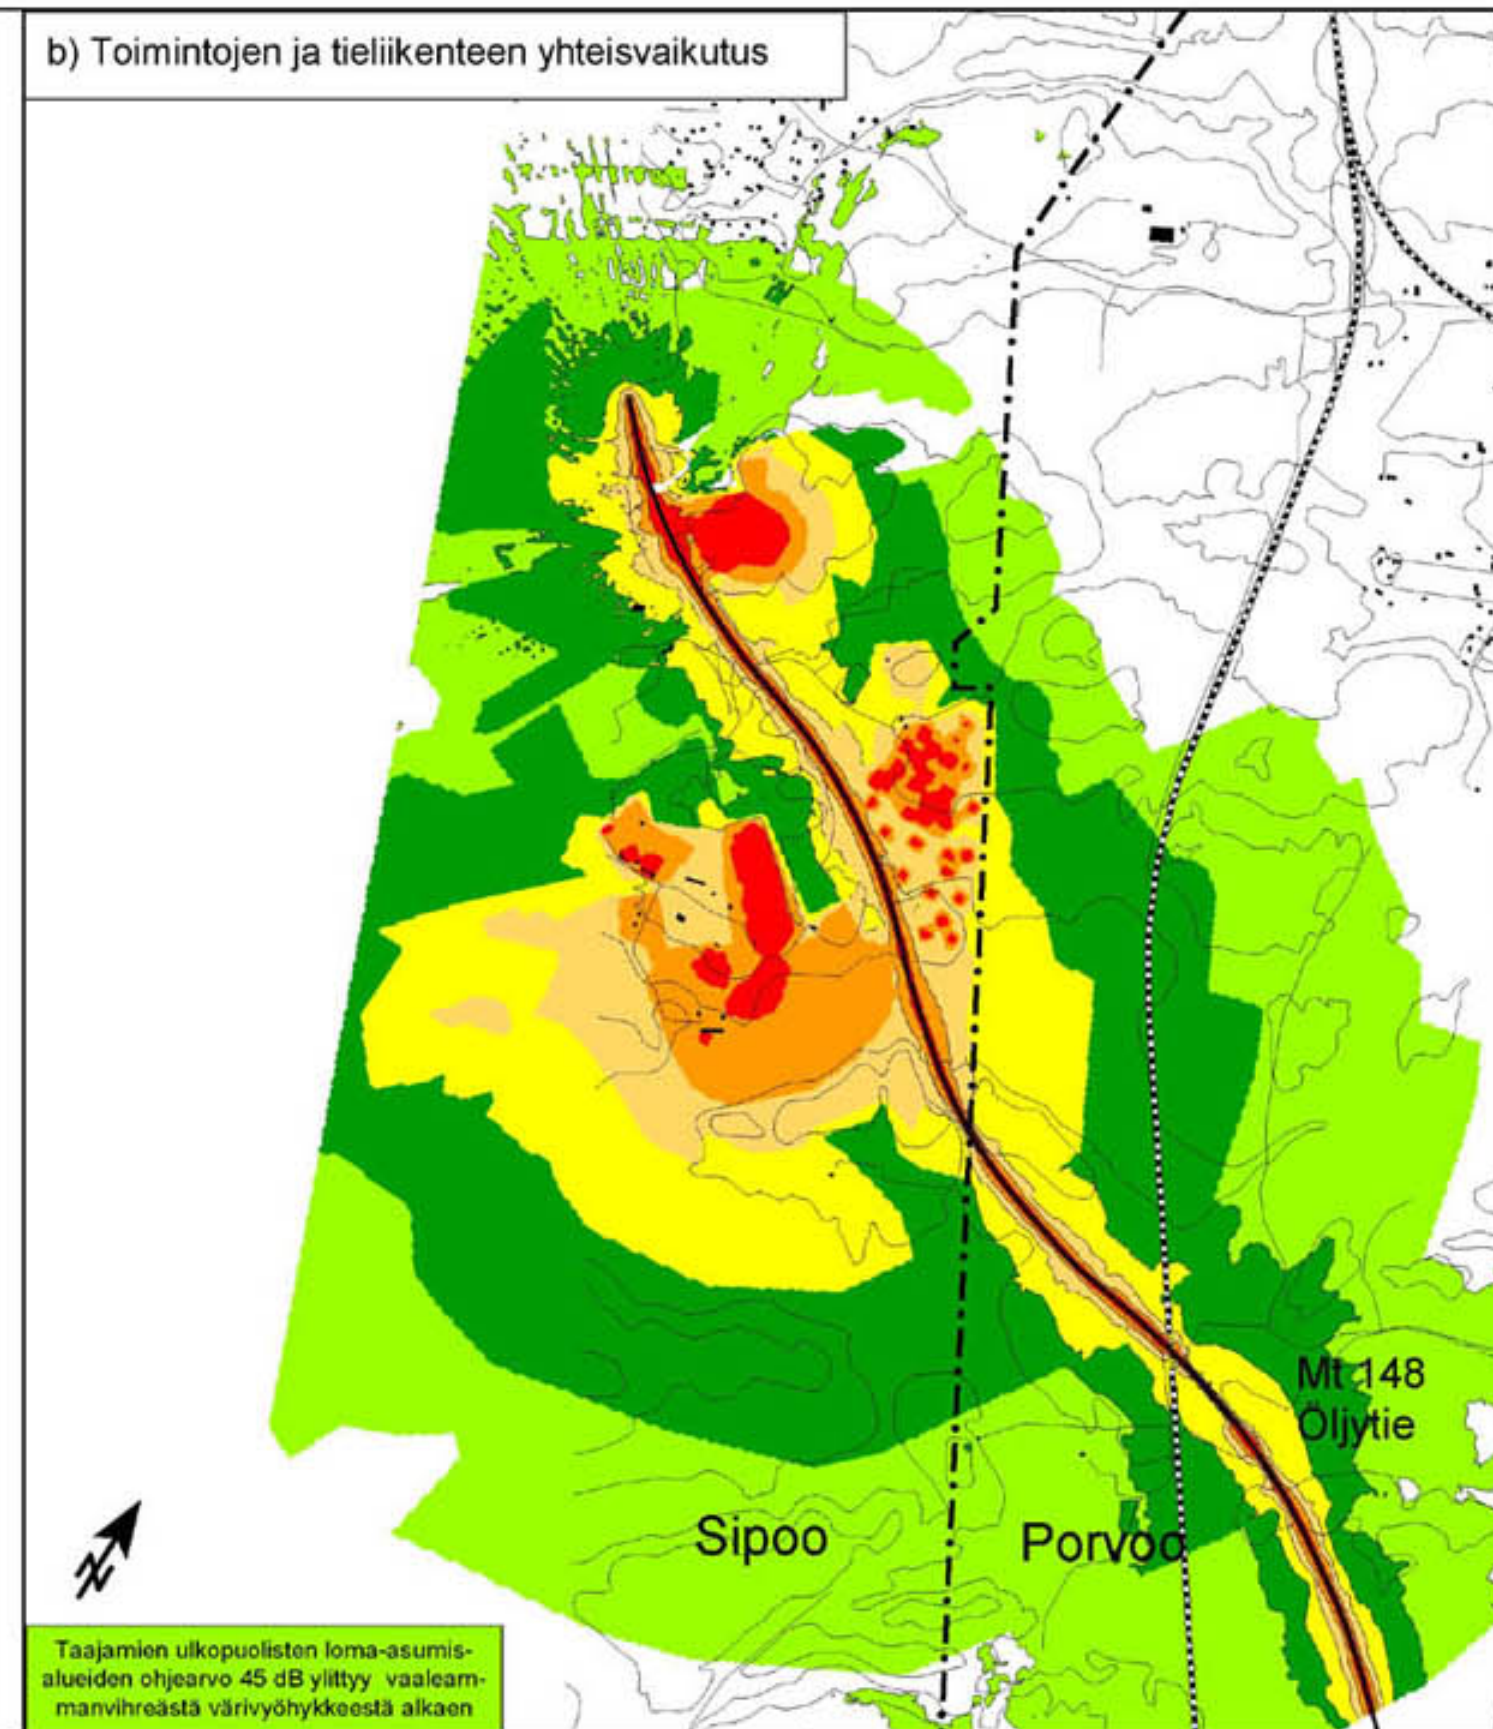 b) Toimintojen ja tieliikenteen yhteisvaikutus
Mt 148
Öljytie
Sipoo
Porvoo
N
Taajamien ulkopuolisten loma-asumis-
alueiden ohjearvo 45 dB ylittyy vaaleam-
manvihreästä värivyöhykkeestä alkaen